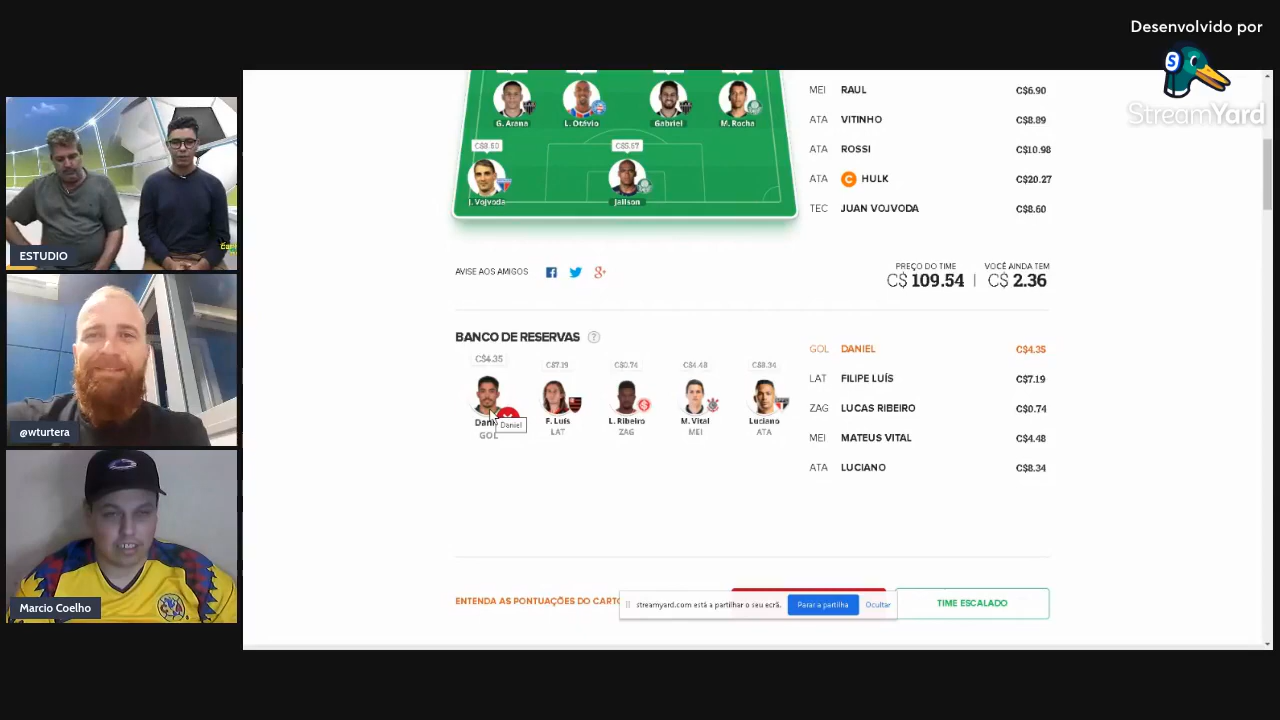 Desenvolvido por
StreamYard
ESTUDIO
@wturtera
Marcio Coelho
G. Arana
L. Otávio
Gabriel
M. Rocha
C$8.60
J. Vojvoda
C$5.67
Jailson
MEI RAUL C$6.90
ATA VITINHO C$8.89
ATA ROSSI C$10.98
ATA C HULK C$20.27
TEC JUAN VOJVODA C$8.60
AVISE AOS AMIGOS
PREÇO DO TIME
C$ 109.54
VOCÊ AINDA TEM
C$ 2.36
BANCO DE RESERVAS ?
C$4.35
C$7.19
C$0.74
C$4.48
C$8.34
Daniel
F. Luís
L. Ribeiro
M. Vital
Luciano
GOL
LAT
ZAG
MEI
ATA
GOL DANIEL C$4.35
LAT FILIPE LUÍS C$7.19
ZAG LUCAS RIBEIRO C$0.74
MEI MATEUS VITAL C$4.48
ATA LUCIANO C$8.34
ENTENDA AS PONTUAÇÕES DO CARTO
streamyard.com está a partilhar o seu ecrã.
Parar a partilha
Ocultar
TIME ESCALADO